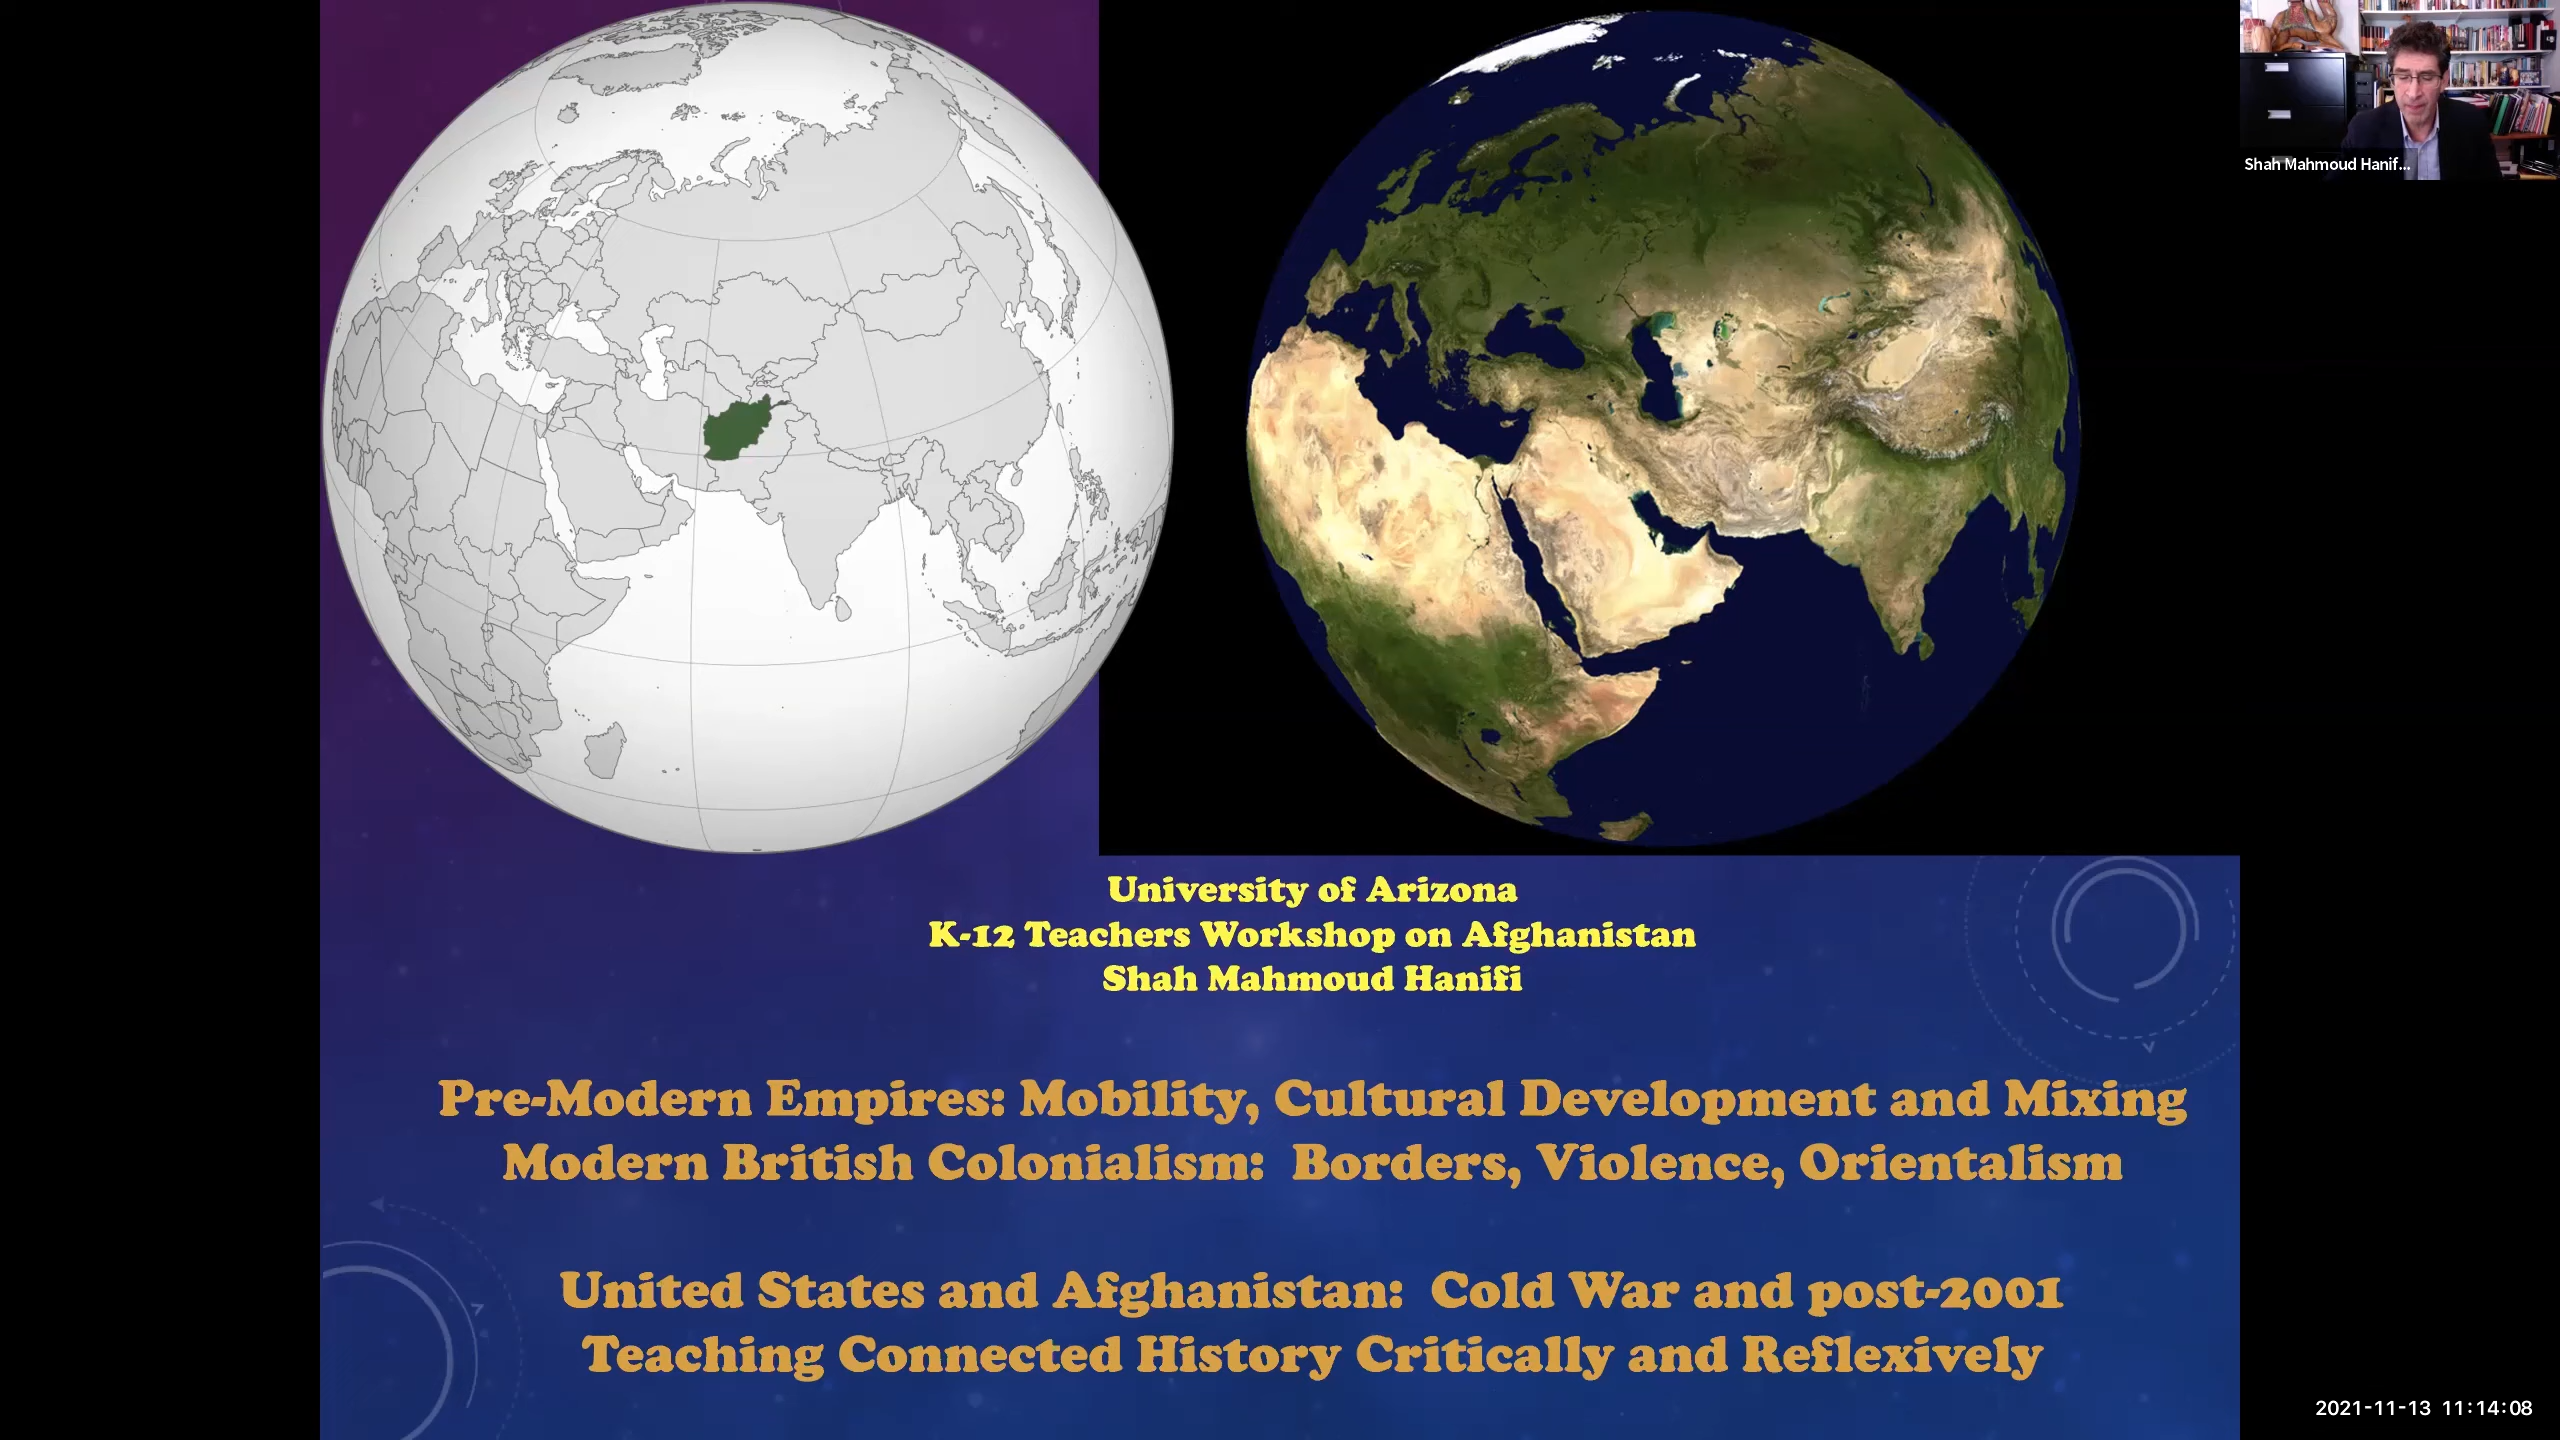 Shah Mahmoud Hanif...
University of Arizona
K-12 Teachers Workshop on Afghanistan
Shah Mahmoud Hanifi
Pre-Modern Empires: Mobility, Cultural Development and Mixing
Modern British Colonialism: Borders, Violence, Orientalism
United States and Afghanistan: Cold War and post-2001
Teaching Connected History Critically and Reflexively
2021-11-13 11:14:08